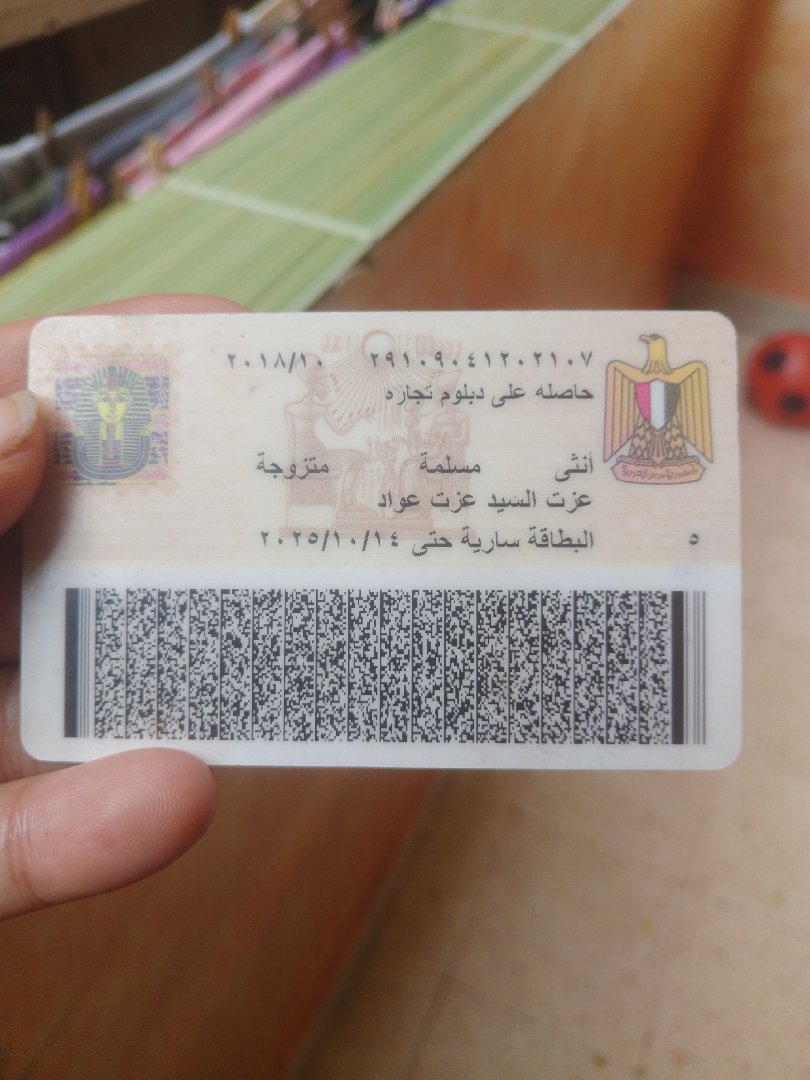 ٢٩١٠٩٠٤١٢٠٢١٠٧ ٢٠١٨/١٠
حاصله على دبلوم تجاره
أنثى مسلمة متزوجة
عزت السيد عزت عواد
٥ البطاقة سارية حتى ٢٠٢٥/١٠/١٤